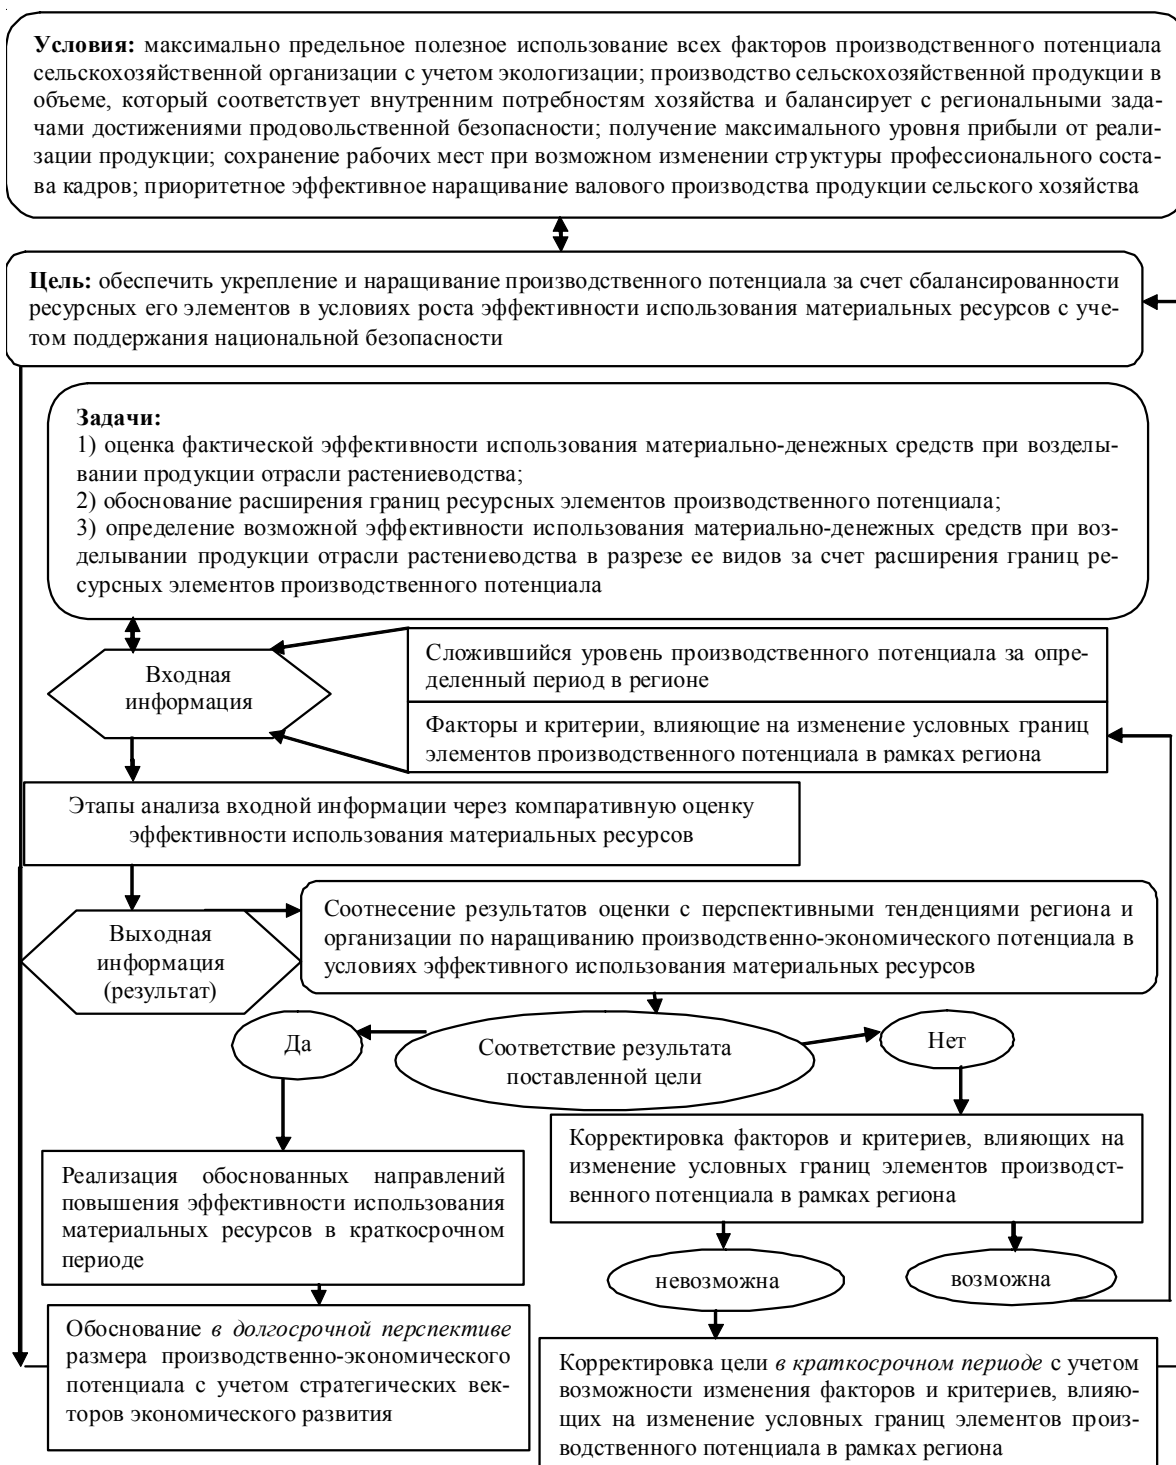 Условия: максимально предельное полезное использование всех факторов производственного потенциала
сельскохозяйственной организации с учетом экологизации; производство сельскохозяйственной продукции в
объеме, который соответствует внутренним потребностям хозяйства и балансирует с региональными зада-
чами достижениями продовольственной безопасности; получение максимального уровня прибыли от реали-
зации продукции; сохранение рабочих мест при возможном изменении структуры профессионального соста-
ва кадров; приоритетное эффективное наращивание валового производства продукции сельского хозяйства
Цель: обеспечить укрепление и наращивание производственного потенциала за счет сбалансированности
ресурсных его элементов в условиях роста эффективности использования материальных ресурсов с уче-
том поддержания национальной безопасности
Задачи:
1) оценка фактической эффективности использования материально-денежных средств при возделы-
вании продукции отрасли растениеводства;
2) обоснование расширения границ ресурсных элементов производственного потенциала;
3) определение возможной эффективности использования материально-денежных средств при воз-
делывании продукции отрасли растениеводства в разрезе ее видов за счет расширения границ ре-
сурсных элементов производственного потенциала
Входная
информация
Сложившийся уровень производственного потенциала за опре-
деленный период в регионе
Факторы и критерии, влияющие на изменение условных границ
элементов производственного потенциала в рамках региона
Этапы анализа входной информации через компаративную оценку
эффективности использования материальных ресурсов
Выходная
информация
(результат)
Соотнесение результатов оценки с перспективными тенденциями региона и
организации по наращиванию производственно-экономического потенциала в
условиях эффективного использования материальных ресурсов
Да
Соответствие результата
поставленной цели
Нет
Реализация обоснованных направлений
повышения эффективности использования
материальных ресурсов в краткосрочном
периоде
Корректировка факторов и критериев, влияющих на
изменение условных границ элементов производст-
венного потенциала в рамках региона
невозможна
возможна
Обоснование в долгосрочной перспективе
размера производственно-экономического
потенциала с учетом стратегических век-
торов экономического развития
Корректировка цели в краткосрочном периоде с учетом
возможности изменения факторов и критериев, влияю-
щих на изменение условных границ элементов произ-
водственного потенциала в рамках региона